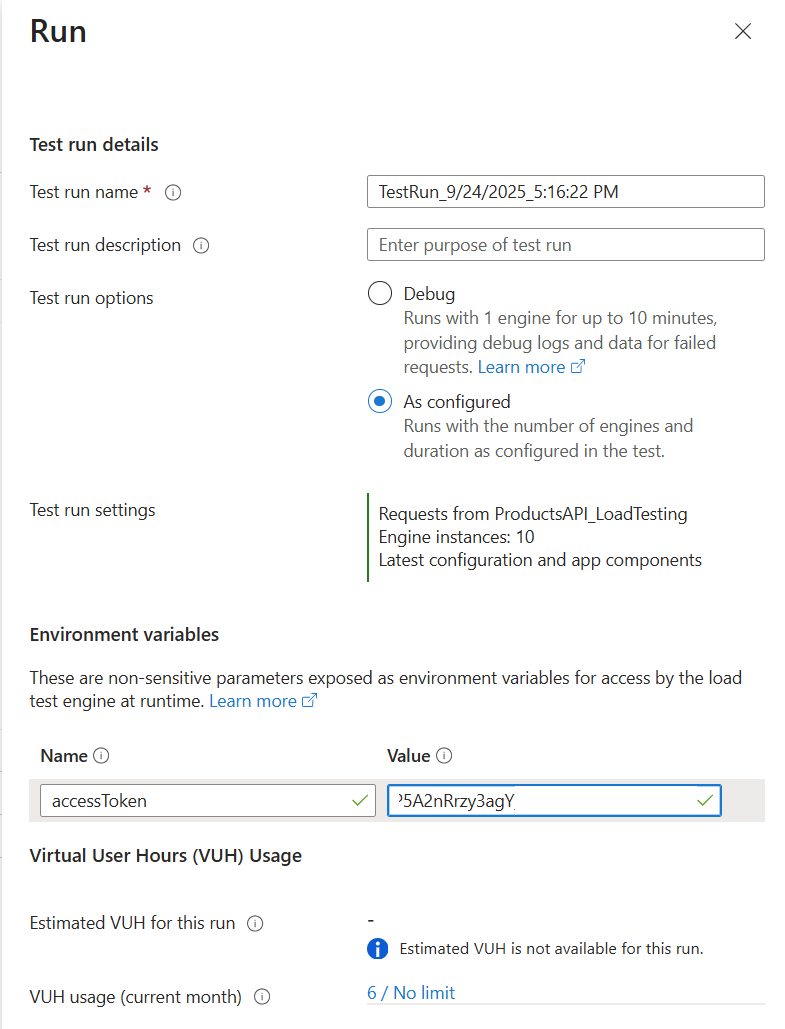 Run
Test run details
Test run name *
TestRun_9/24/2025_5:16:22 PM
Test run description
Enter purpose of test run
Test run options
Debug
Runs with 1 engine for up to 10 minutes,
providing debug logs and data for failed
requests. Learn more
As configured
Runs with the number of engines and
duration as configured in the test.
Test run settings
Requests from ProductsAPI_LoadTesting
Engine instances: 10
Latest configuration and app components
Environment variables
These are non-sensitive parameters exposed as environment variables for access by the load
test engine at runtime. Learn more
Name
Value
accessToken
5A2nRrzy3agY
Virtual User Hours (VUH) Usage
Estimated VUH for this run
-
Estimated VUH is not available for this run.
VUH usage (current month)
6 / No limit